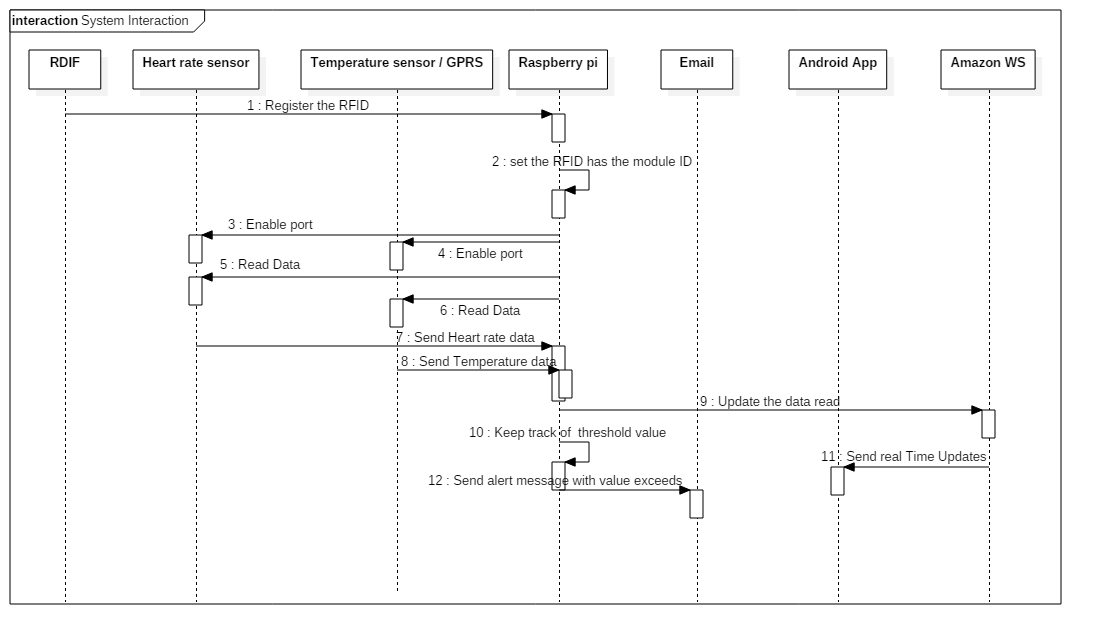 interaction System Interaction
RDIF
Heart rate sensor
Temperature sensor / GPRS
Raspberry pi
Email
Android App
Amazon WS
1 : Register the RFID
2 : set the RFID has the module ID
3 : Enable port
4 : Enable port
5 : Read Data
6 : Read Data
7 : Send Heart rate data
8 : Send Temperature data
9 : Update the data read
10 : Keep track of  threshold value
11 : Send real Time Updates
12 : Send alert message with value exceeds